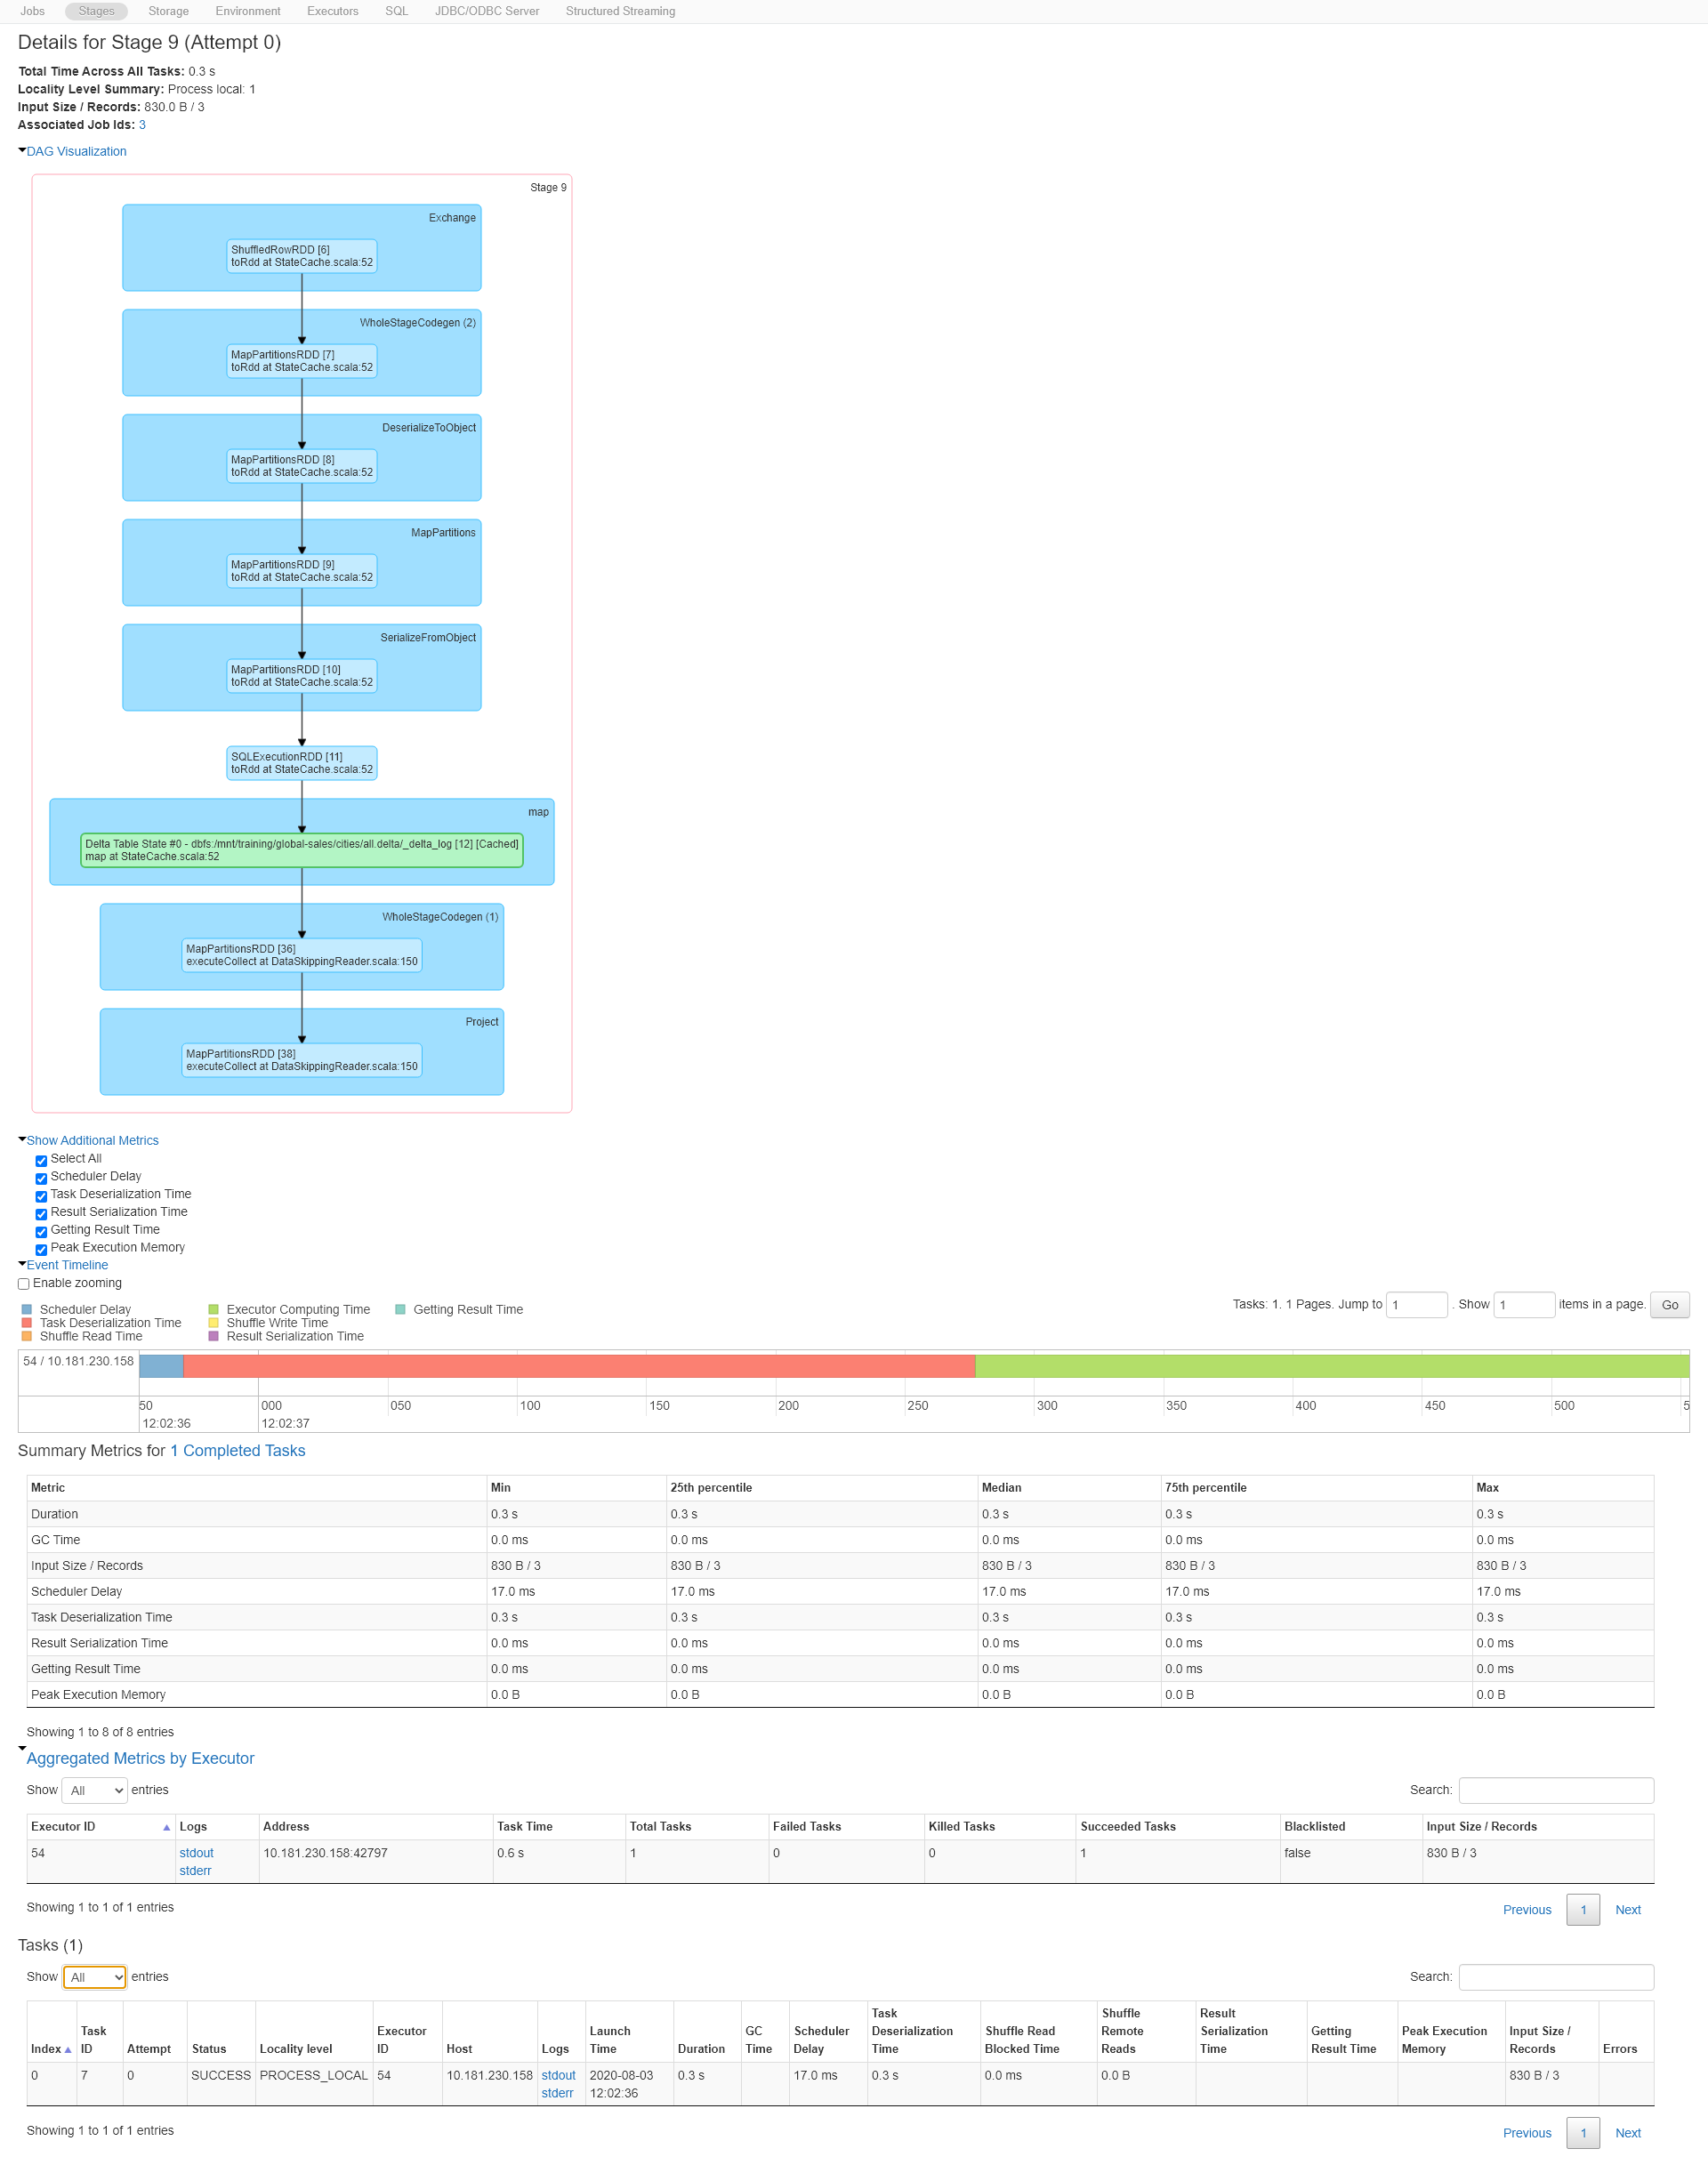 Jobs Stages Storage Environment Executors SQL JDBC/ODBC Server Structured Streaming
Details for Stage 9 (Attempt 0)
Total Time Across All Tasks: 0.3 s
Locality Level Summary: Process local: 1
Input Size / Records: 830.0 B / 3
Associated Job Ids: 3
DAG Visualization
Stage 9
Exchange
ShuffledRowRDD [6]
toRdd at StateCache.scala:52
WholeStageCodegen (2)
MapPartitionsRDD [7]
toRdd at StateCache.scala:52
DeserializeToObject
MapPartitionsRDD [8]
toRdd at StateCache.scala:52
MapPartitions
MapPartitionsRDD [9]
toRdd at StateCache.scala:52
SerializeFromObject
MapPartitionsRDD [10]
toRdd at StateCache.scala:52
SQLExecutionRDD [11]
toRdd at StateCache.scala:52
map
Delta Table State #0 - dbfs:/mnt/training/global-sales/cities/all.delta/_delta_log [12] [Cached]
map at StateCache.scala:52
WholeStageCodegen (1)
MapPartitionsRDD [36]
executeCollect at DataSkippingReader.scala:150
Project
MapPartitionsRDD [38]
executeCollect at DataSkippingReader.scala:150
Show Additional Metrics
Select All
Scheduler Delay
Task Deserialization Time
Result Serialization Time
Getting Result Time
Peak Execution Memory
Event Timeline
Enable zooming
Scheduler Delay Executor Computing Time Getting Result Time
Task Deserialization Time Shuffle Write Time
Shuffle Read Time Result Serialization Time
Tasks: 1. 1 Pages. Jump to 1 . Show 1 items in a page. Go
54 / 10.181.230.158
50 000 050 100 150 200 250 300 350 400 450 500 5
12:02:36 12:02:37
Summary Metrics for 1 Completed Tasks
Metric Min 25th percentile Median 75th percentile Max
Duration 0.3 s 0.3 s 0.3 s 0.3 s 0.3 s
GC Time 0.0 ms 0.0 ms 0.0 ms 0.0 ms 0.0 ms
Input Size / Records 830 B / 3 830 B / 3 830 B / 3 830 B / 3 830 B / 3
Scheduler Delay 17.0 ms 17.0 ms 17.0 ms 17.0 ms 17.0 ms
Task Deserialization Time 0.3 s 0.3 s 0.3 s 0.3 s 0.3 s
Result Serialization Time 0.0 ms 0.0 ms 0.0 ms 0.0 ms 0.0 ms
Getting Result Time 0.0 ms 0.0 ms 0.0 ms 0.0 ms 0.0 ms
Peak Execution Memory 0.0 B 0.0 B 0.0 B 0.0 B 0.0 B
Showing 1 to 8 of 8 entries
Aggregated Metrics by Executor
Show All entries Search:
Executor ID Logs Address Task Time Total Tasks Failed Tasks Killed Tasks Succeeded Tasks Blacklisted Input Size / Records
54 stdout 10.181.230.158:42797 0.6 s 1 0 0 1 false 830 B / 3
stderr
Showing 1 to 1 of 1 entries Previous 1 Next
Tasks (1)
Show All entries Search:
Index Task ID Attempt Status Locality level Executor ID Host Logs Launch Time Duration GC Time Scheduler Delay Task Deserialization Time Shuffle Read Blocked Time Shuffle Remote Reads Result Serialization Time Getting Result Time Peak Execution Memory Input Size / Records Errors
0 7 0 SUCCESS PROCESS_LOCAL 54 10.181.230.158 stdout 2020-08-03 0.3 s 17.0 ms 0.3 s 0.0 ms 0.0 B 830 B / 3
stderr 12:02:36
Showing 1 to 1 of 1 entries Previous 1 Next